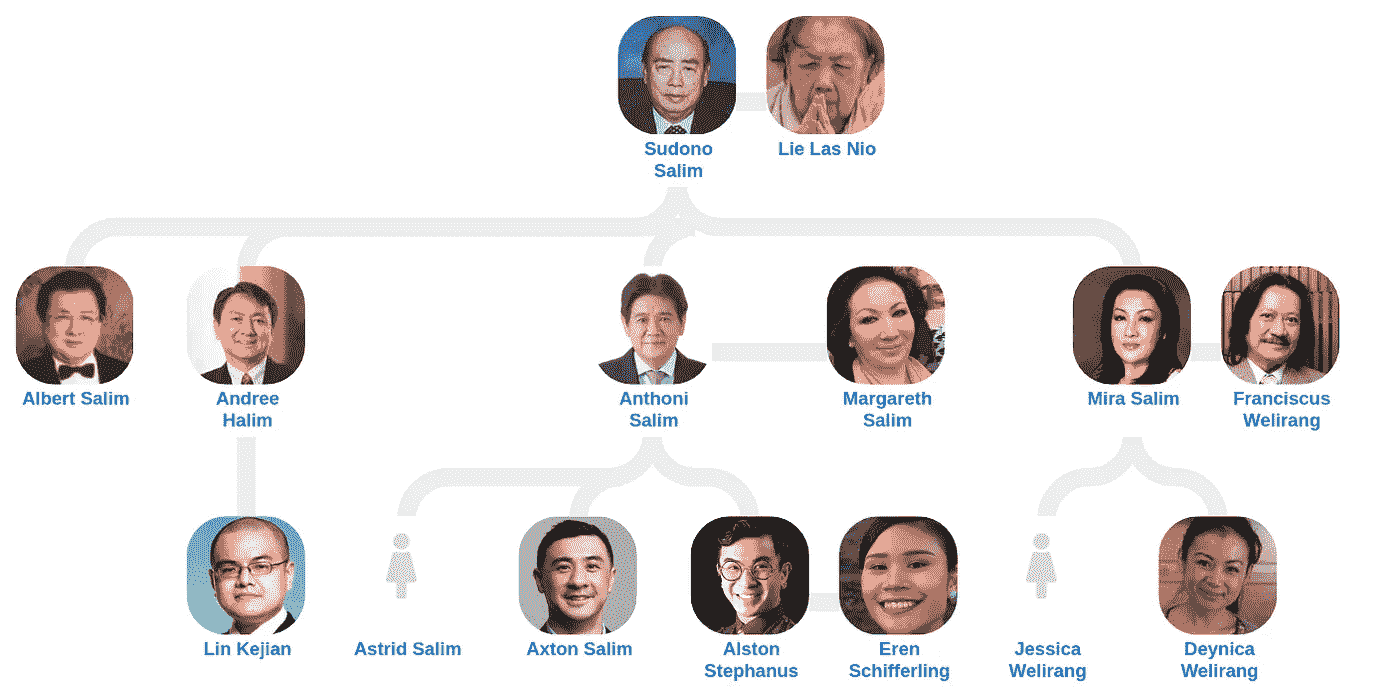 Sudono
Salim
Lie Las Nio
Albert Salim
Andree
Halim
Anthoni
Salim
Margareth
Salim
Mira Salim
Franciscus
Welirang
Lin Kejian
Astrid Salim
Axton Salim
Alston
Stephanus
Eren
Schifferling
Jessica
Welirang
Deynica
Welirang